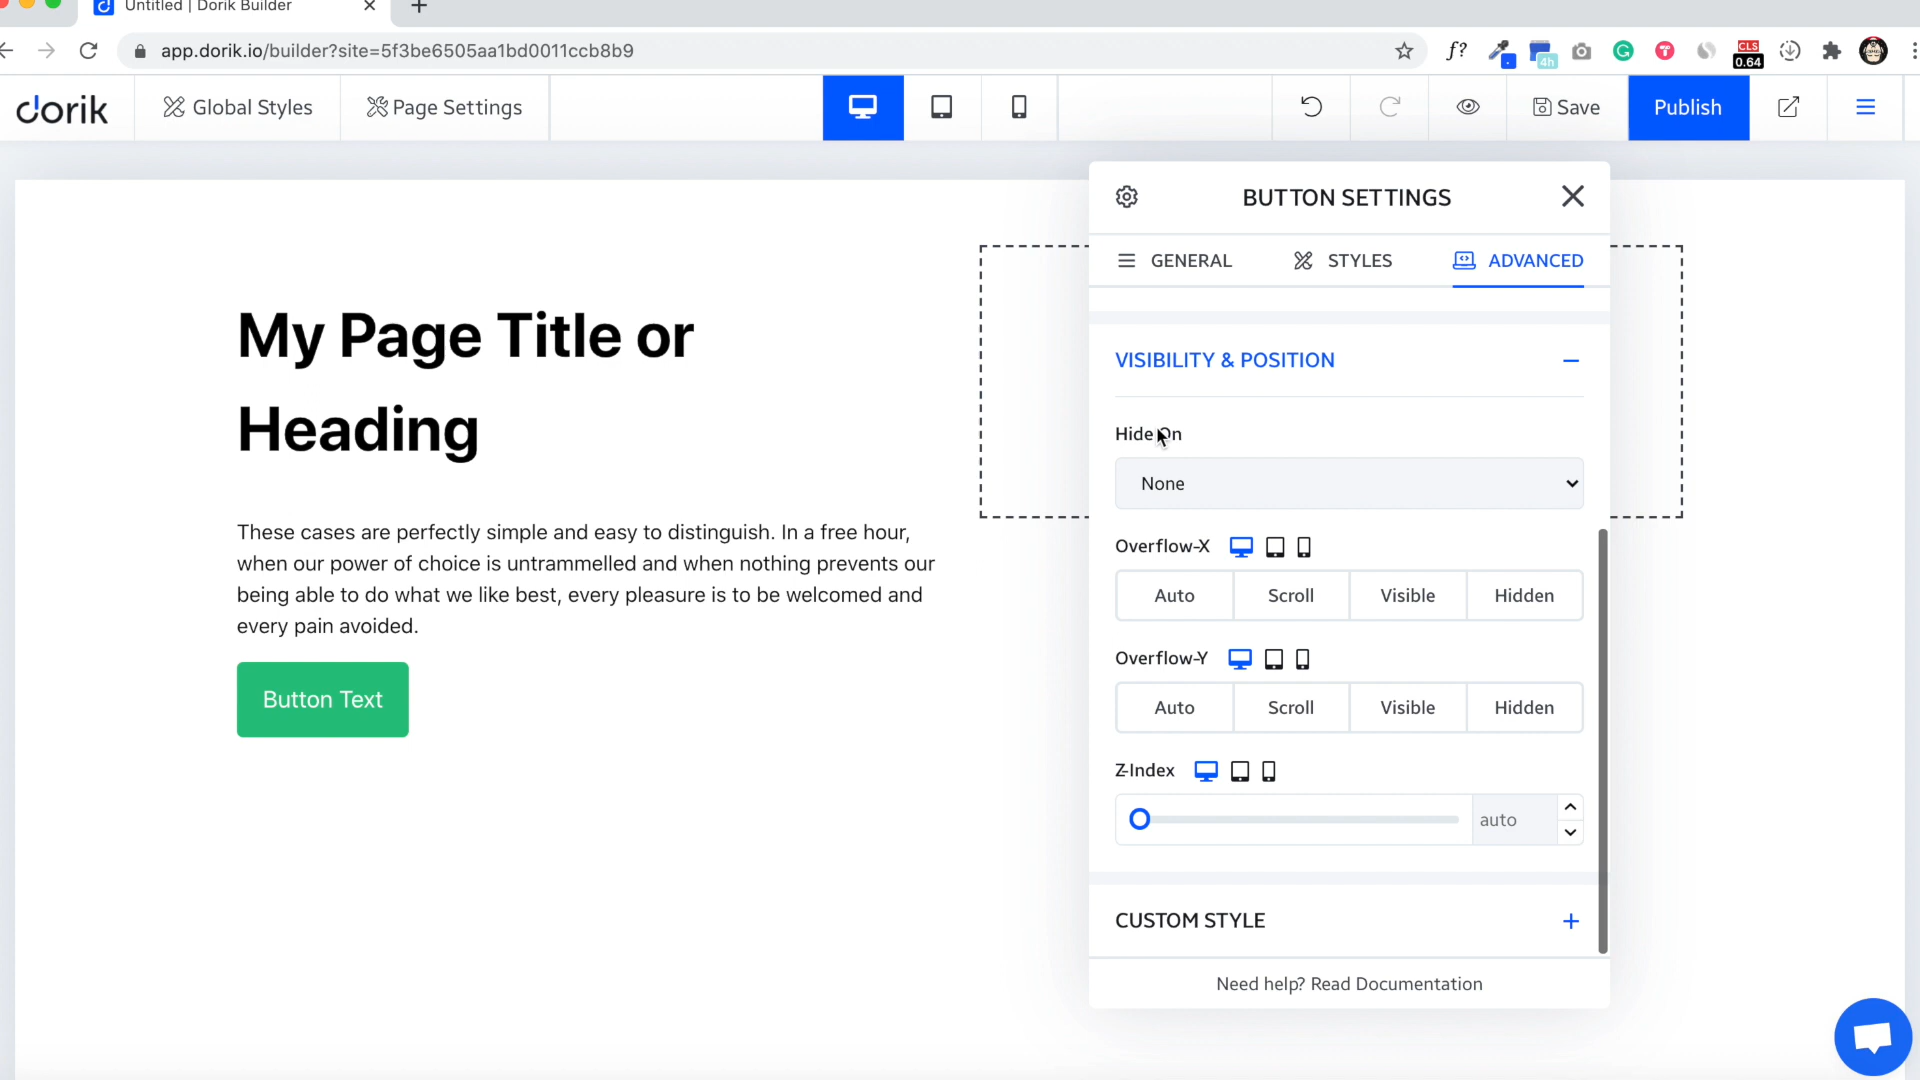 Untitled | Dorik Builder
app.dorik.io/builder?site=5f3be6505aa1bd0011ccb8b9
f?
4h
CLS
0.64
dorik
Global Styles
Page Settings
Save
Publish
BUTTON SETTINGS
GENERAL
STYLES
ADVANCED
My Page Title or
Heading
These cases are perfectly simple and easy to distinguish. In a free hour,
when our power of choice is untrammelled and when nothing prevents our
being able to do what we like best, every pleasure is to be welcomed and
every pain avoided.
Button Text
VISIBILITY & POSITION
Hide On
None
Overflow-X
Auto
Scroll
Visible
Hidden
Overflow-Y
Auto
Scroll
Visible
Hidden
Z-Index
auto
CUSTOM STYLE
Need help? Read Documentation